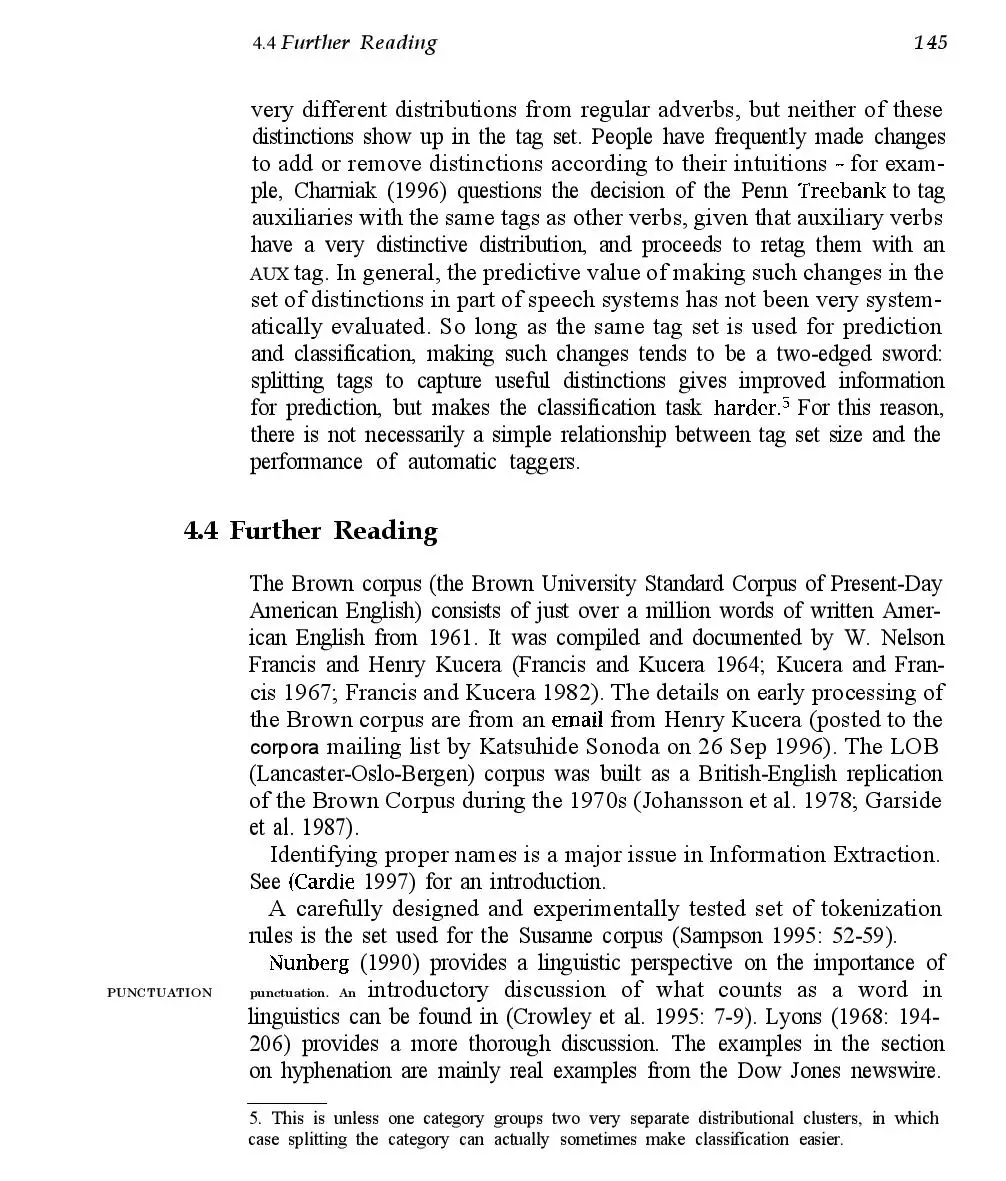 4.4 Further Reading 145
very different distributions from regular adverbs, but neither of these
distinctions show up in the tag set. People have frequently made changes
to add or remove distinctions according to their intuitions – for exam-
ple, Charniak (1996) questions the decision of the Penn Treebank to tag
auxiliaries with the same tags as other verbs, given that auxiliary verbs
have a very distinctive distribution, and proceeds to retag them with an
AUX tag. In general, the predictive value of making such changes in the
set of distinctions in part of speech systems has not been very system-
atically evaluated. So long as the same tag set is used for prediction
and classification, making such changes tends to be a two-edged sword:
splitting tags to capture useful distinctions gives improved information
for prediction, but makes the classification task harder.5 For this reason,
there is not necessarily a simple relationship between tag set size and the
performance of automatic taggers.
4.4 Further Reading
The Brown corpus (the Brown University Standard Corpus of Present-Day
American English) consists of just over a million words of written Amer-
ican English from 1961. It was compiled and documented by W. Nelson
Francis and Henry Kucera (Francis and Kucera 1964; Kucera and Fran-
cis 1967; Francis and Kucera 1982). The details on early processing of
the Brown corpus are from an email from Henry Kucera (posted to the
corpora mailing list by Katsuhide Sonoda on 26 Sep 1996). The LOB
(Lancaster-Oslo-Bergen) corpus was built as a British-English replication
of the Brown Corpus during the 1970s (Johansson et al. 1978; Garside
et al. 1987).
Identifying proper names is a major issue in Information Extraction.
See (Cardie 1997) for an introduction.
A carefully designed and experimentally tested set of tokenization
rules is the set used for the Susanne corpus (Sampson 1995: 52-59).
Nunberg (1990) provides a linguistic perspective on the importance of
PUNCTUATION punctuation. An introductory discussion of what counts as a word in
linguistics can be found in (Crowley et al. 1995: 7-9). Lyons (1968: 194-
206) provides a more thorough discussion. The examples in the section
on hyphenation are mainly real examples from the Dow Jones newswire.
5. This is unless one category groups two very separate distributional clusters, in which
case splitting the category can actually sometimes make classification easier.